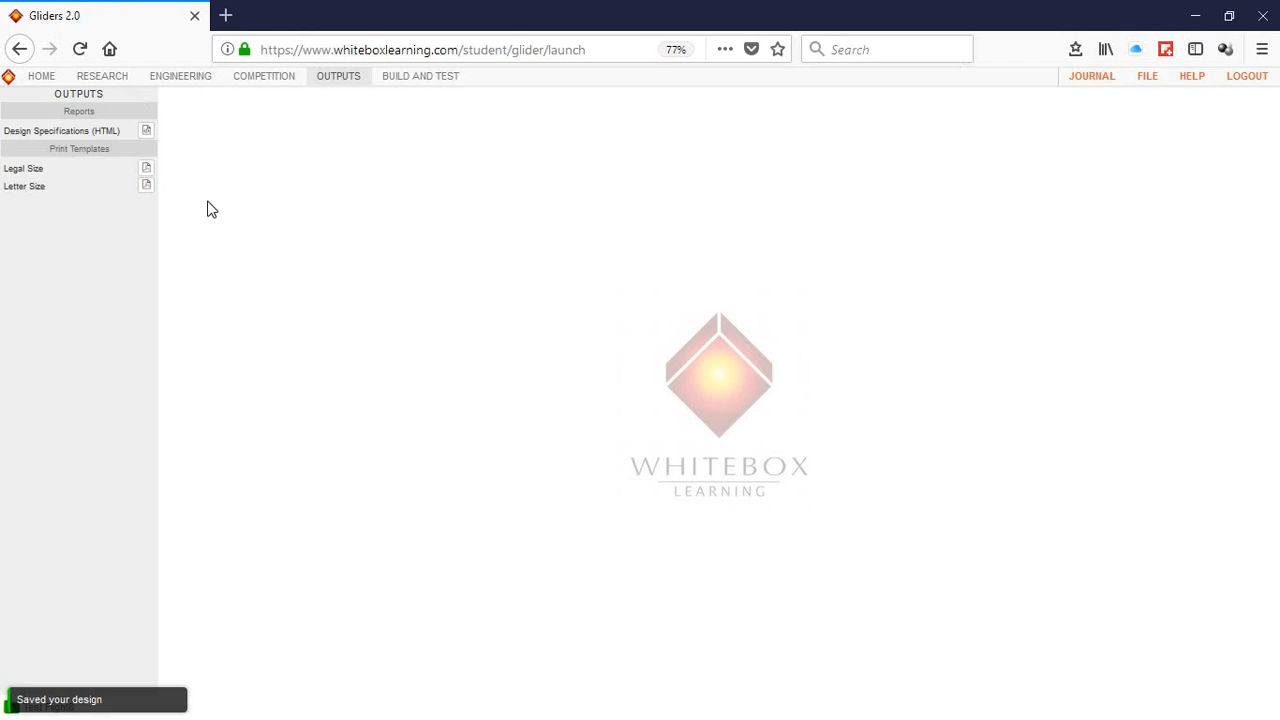 Gliders 2.0
https://www.whiteboxlearning.com/student/glider/launch
77%
Search
HOME
RESEARCH
ENGINEERING
COMPETITION
OUTPUTS
BUILD AND TEST
JOURNAL
FILE
HELP
LOGOUT
OUTPUTS
Reports
Design Specifications (HTML)
Print Templates
Legal Size
Letter Size
WHITEBOX
LEARNING
Saved your design